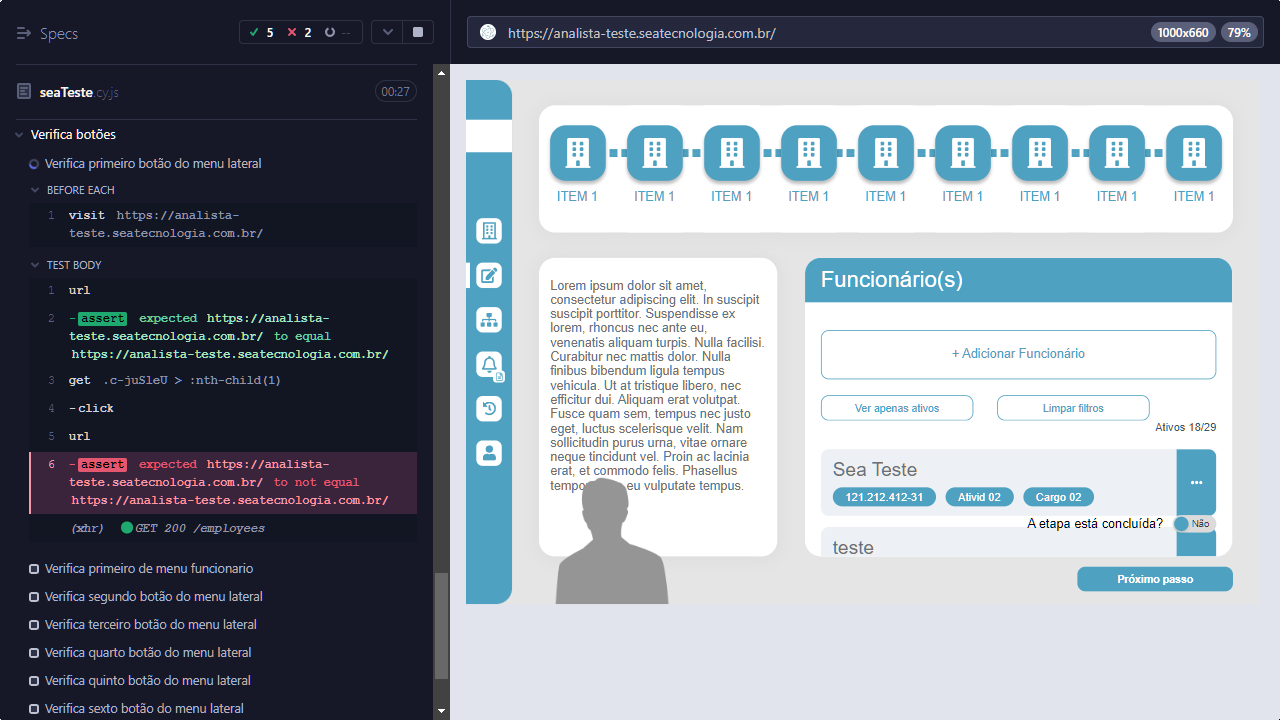 Specs
5 2 --
https://analista-teste.seatecnologia.com.br/
1000x660
79%
seaTeste.cy.js
00:27
Verifica botões
Verifica primeiro botão do menu lateral
BEFORE EACH
1 visit https://analista-
teste.seatecnologia.com.br/
TEST BODY
1 url
2 -assert expected https://analista-
teste.seatecnologia.com.br/ to equal
https://analista-teste.seatecnologia.com.br/
3 get .c-juSleU > :nth-child(1)
4 -click
5 url
6 -assert expected https://analista-
teste.seatecnologia.com.br/ to not equal
https://analista-teste.seatecnologia.com.br/
(xhr) GET 200 /employees
Verifica primeiro de menu funcionario
Verifica segundo botão do menu lateral
Verifica terceiro botão do menu lateral
Verifica quarto botão do menu lateral
Verifica quinto botão do menu lateral
Verifica sexto botão do menu lateral
ITEM 1 ITEM 1 ITEM 1 ITEM 1 ITEM 1 ITEM 1 ITEM 1 ITEM 1 ITEM 1
Lorem ipsum dolor sit amet,
consectetur adipiscing elit. In suscipit
suscipit porttitor. Suspendisse ex
lorem, rhoncus nec ante eu,
venenatis aliquam turpis. Nulla facilisi.
Curabitur nec mattis dolor. Nulla
finibus bibendum ligula tempus
vehicula. Ut at tristique libero, nec
efficitur dui. Aliquam erat volutpat.
Fusce quam sem, tempus nec justo
eget, luctus scelerisque velit. Nam
sollicitudin purus urna, vitae ornare
neque tincidunt vel. Proin ac lacinia
erat, et commodo felis. Phasellus
tempo eu vulputate tempus.
Funcionário(s)
+ Adicionar Funcionário
Ver apenas ativos
Limpar filtros
Ativos 18/29
Sea Teste
121.212.412-31
Ativid 02
Cargo 02
•••
A etapa está concluída?
Não
teste
Próximo passo